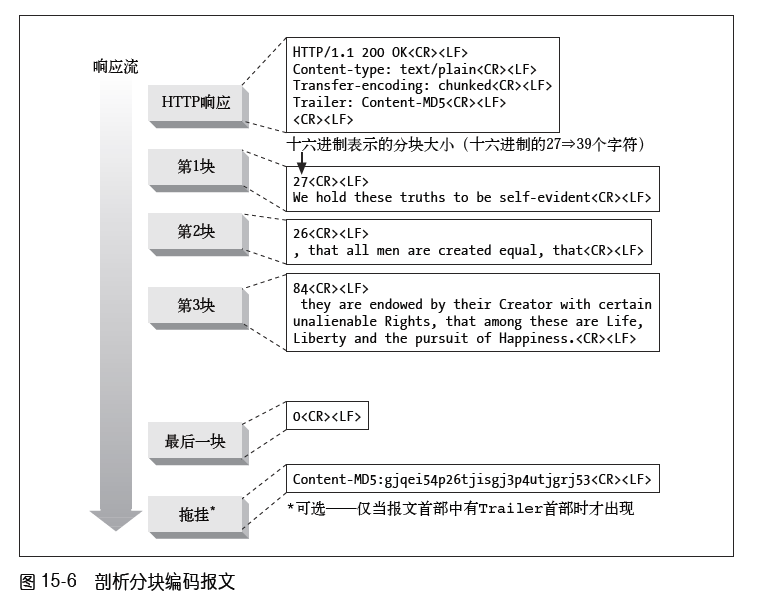 响应流
HTTP响应
HTTP/1.1 200 OK<CR><LF>
Content-type: text/plain<CR><LF>
Transfer-encoding: chunked<CR><LF>
Trailer: Content-MD5<CR><LF>
<CR><LF>
十六进制表示的分块大小（十六进制的27⇒39个字符）
第1块
27<CR><LF>
We hold these truths to be self-evident<CR><LF>
第2块
26<CR><LF>
, that all men are created equal, that<CR><LF>
第3块
84<CR><LF>
they are endowed by their Creator with certain
unalienable Rights, that among these are Life,
Liberty and the pursuit of Happiness.<CR><LF>
最后一块
0<CR><LF>
拖挂*
Content-MD5:gjqei54p26tjisgj3p4utjgrj53<CR><LF>
*可选——仅当报文首部中有Trailer首部时才出现
图 15-6 剖析分块编码报文